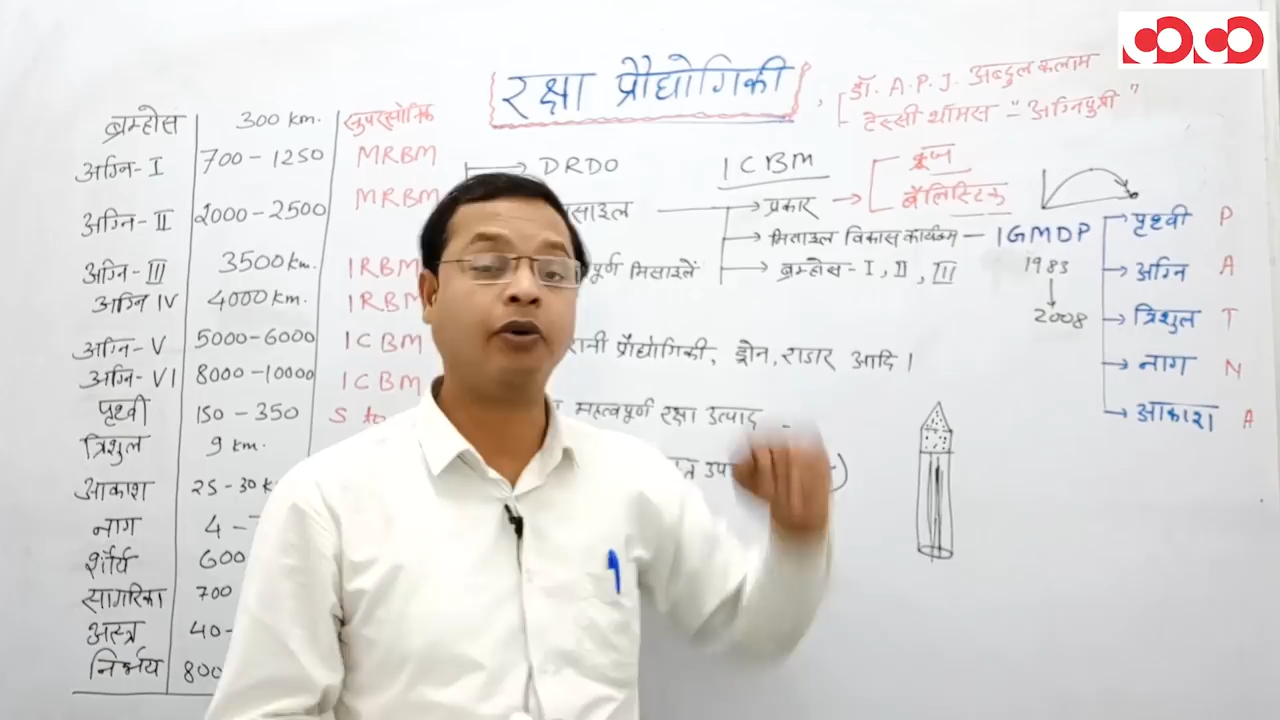 रक्षा प्रौद्योगिकी
, डॉ. A.P.J. अब्दुल कलाम
टेस्सी थॉमस - "अग्निपुत्री"
ब्रम्होस 300 km. सुपरसोनिक
अग्नि-I 700-1250 MRBM
अग्नि-II 2000-2500 MRBM
अग्नि-III 3500 km. IRBM
अग्नि IV 4000 km. IRBM
अग्नि-V 5000-6000 ICBM
अग्नि-VI 8000-10000 ICBM
पृथ्वी 150-350 S to
त्रिशुल 9 km.
आकाश 25-30 k
नाग 4-
शौर्य 600
सागरिका 700
अस्त्र 40-
निर्भय 800
DRDO
ICBM
प्रकार
क्रूज
बैलिस्टिक
मिसाइल विकास कार्यक्रम - IGMDP
1983
2008
ब्रम्होस - I, II, III
पूर्ण मिसाइलें
प्रौद्योगिकी, ड्रोन, राडार आदि।
महत्वपूर्ण रक्षा उत्पाद -
पृथ्वी P
अग्नि A
त्रिशुल T
नाग N
आकाश A